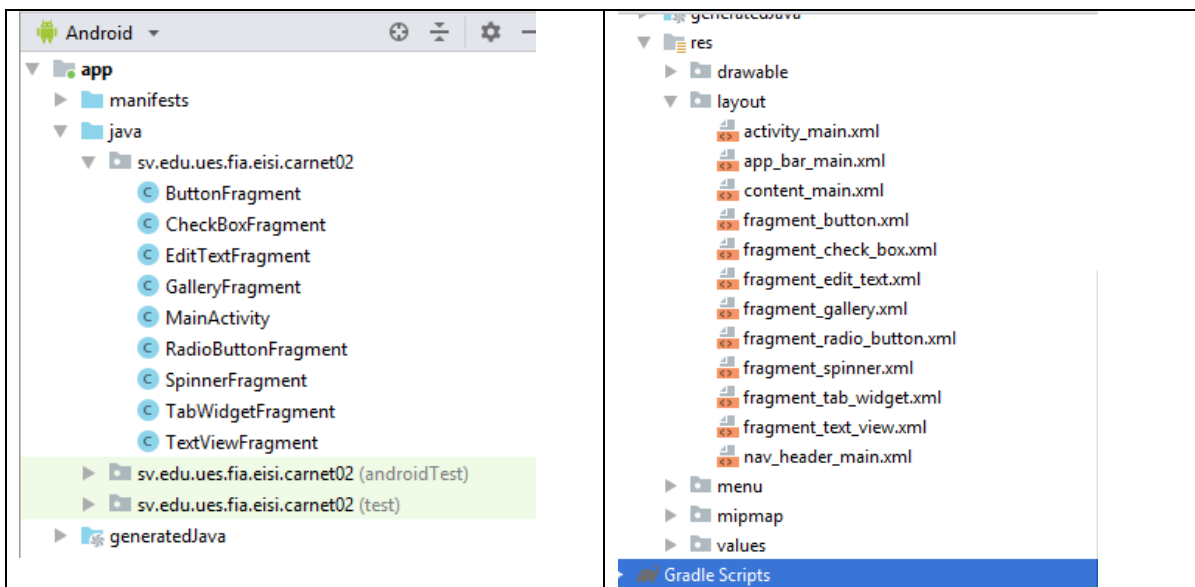 Android
app
manifests
java
sv.edu.ues.fia.eisi.carnet02
ButtonFragment
CheckBoxFragment
EditTextFragment
GalleryFragment
MainActivity
RadioButtonFragment
SpinnerFragment
TabWidgetFragment
TextViewFragment
sv.edu.ues.fia.eisi.carnet02 (androidTest)
sv.edu.ues.fia.eisi.carnet02 (test)
generatedJava
generatedJava
res
drawable
layout
activity_main.xml
app_bar_main.xml
content_main.xml
fragment_button.xml
fragment_check_box.xml
fragment_edit_text.xml
fragment_gallery.xml
fragment_radio_button.xml
fragment_spinner.xml
fragment_tab_widget.xml
fragment_text_view.xml
nav_header_main.xml
menu
mipmap
values
Gradle Scripts